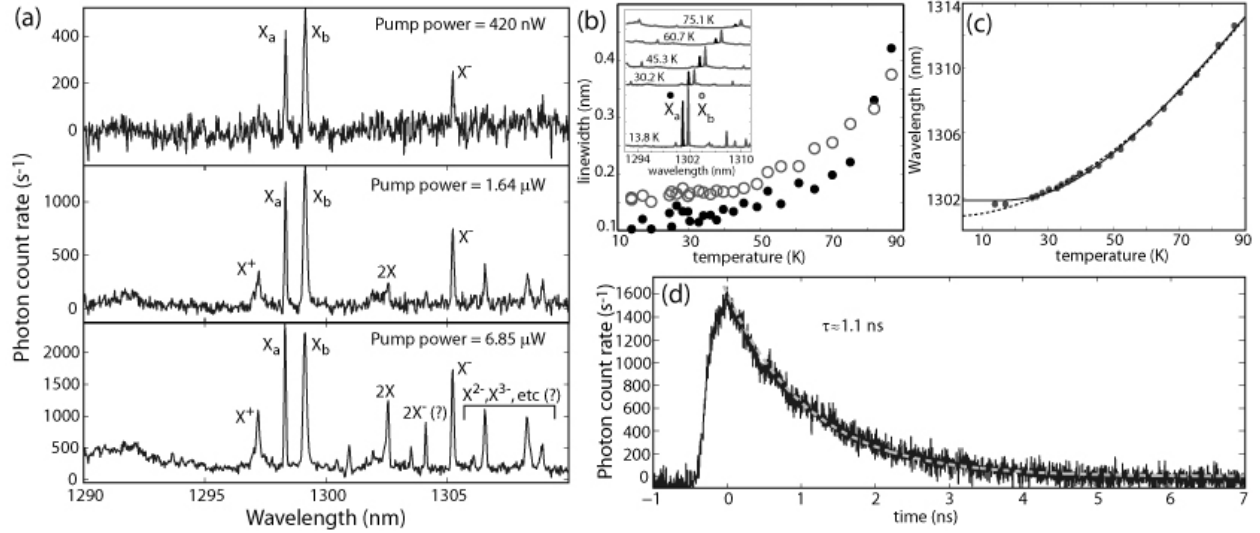 (a)
Pump power = 420 nW
Xa
Xb
X-
400
200
0
Pump power = 1.64 μW
Xa
Xb
X-
X+
2X
1000
500
0
Pump power = 6.85 μW
Xa
Xb
X-
X2-,X3-, etc (?)
2X
2X- (?)
X+
2000
1500
1000
500
0
1290
1295
1300
1305
Wavelength (nm)
Photon count rate (s-1)
(b)
75.1 K
60.7 K
45.3 K
30.2 K
Xa
Xb
13.8 K
1294
1302
1310
wavelength (nm)
0.4
0.3
0.2
0.1
linewidth (nm)
10
30
50
70
90
temperature (K)
(c)
1314
1310
1306
1302
Wavelength (nm)
10
30
50
70
90
temperature (K)
(d)
τ≈1.1 ns
1600
1400
1200
1000
800
600
400
200
0
Photon count rate (s-1)
−1
0
1
2
3
4
5
6
7
time (ns)